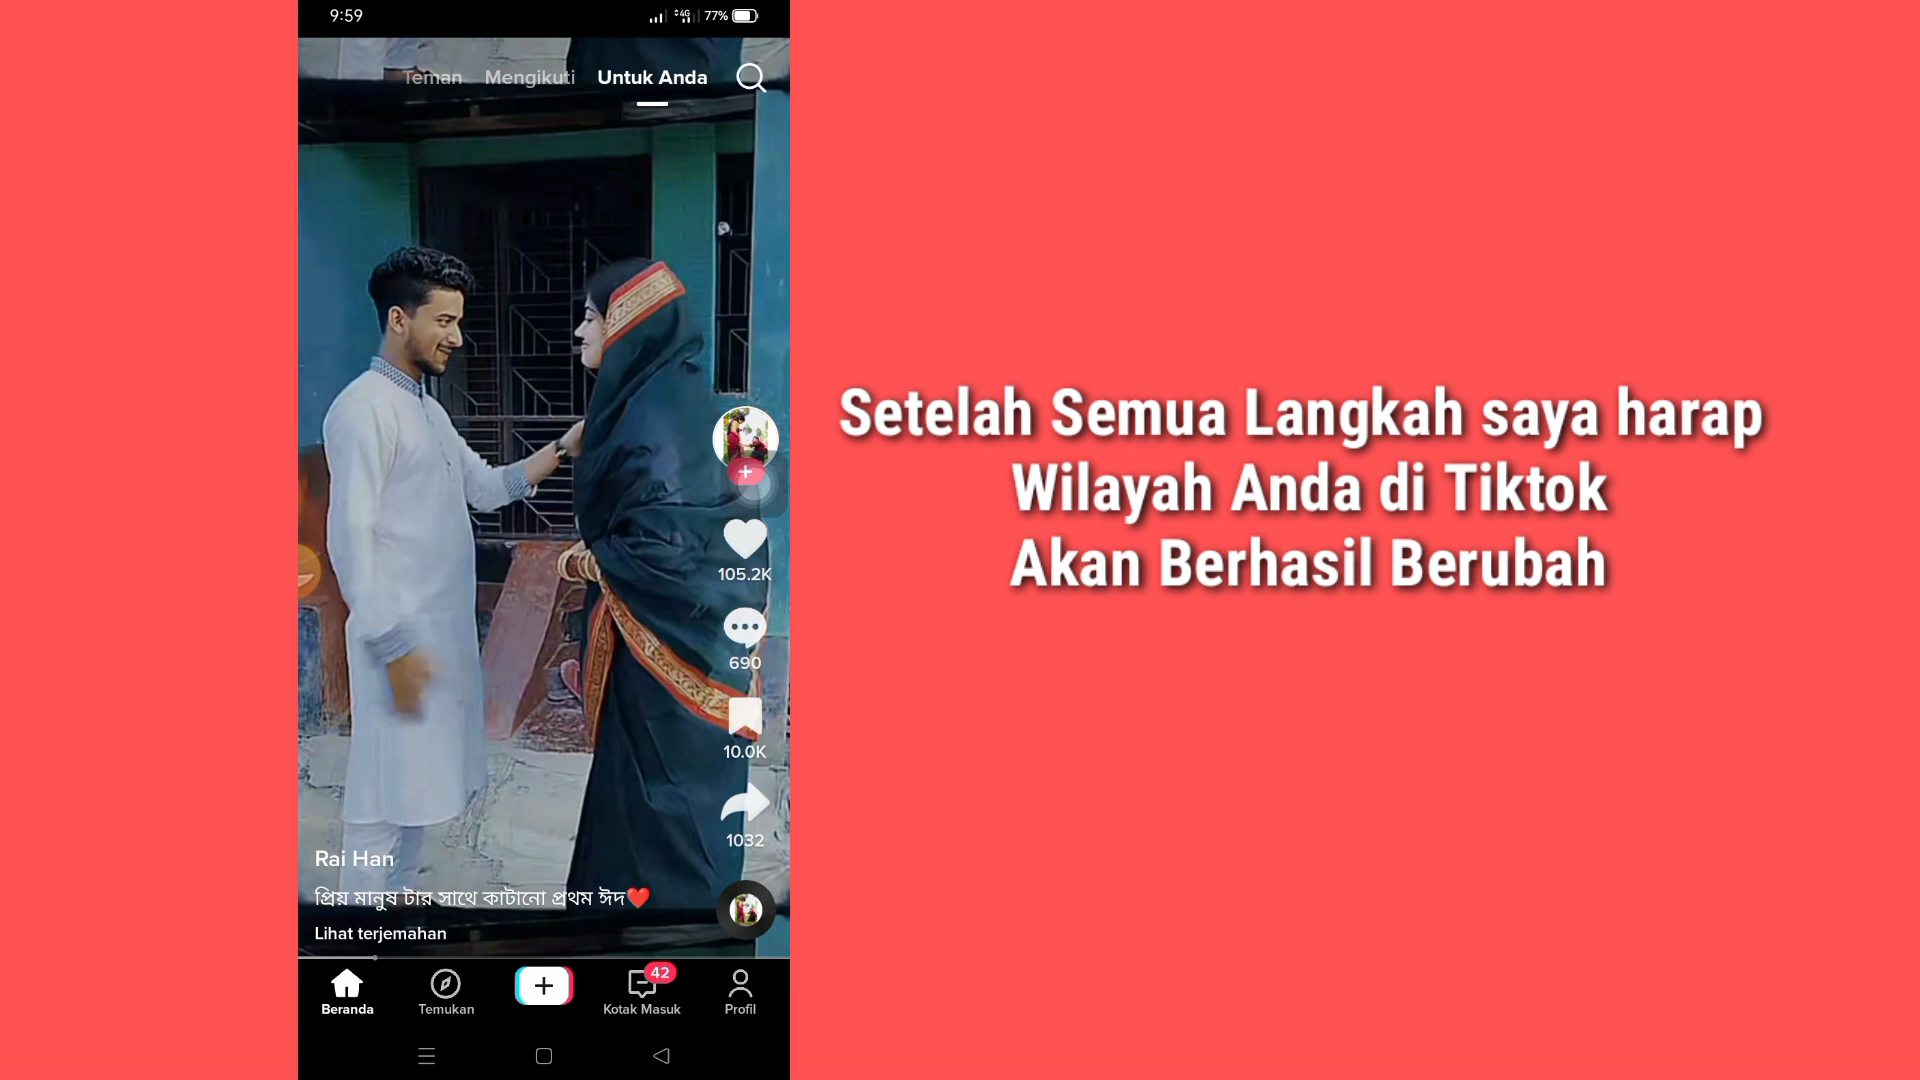 9:59
4G
77%
Teman Mengikuti Untuk Anda
105.2K
690
10.0K
1032
Rai Han
প্রিয় মানুষ টার সাথে কাটানো প্রথম ঈদ❤️
Lihat terjemahan
42
Beranda Temukan Kotak Masuk Profil
Setelah Semua Langkah saya harap
Wilayah Anda di Tiktok
Akan Berhasil Berubah